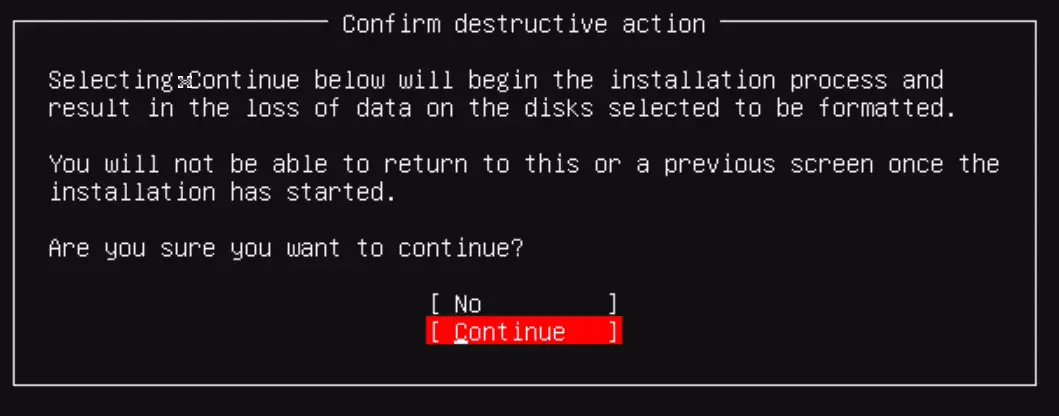 Confirm destructive action
Selecting Continue below will begin the installation process and
result in the loss of data on the disks selected to be formatted.
You will not be able to return to this or a previous screen once the
installation has started.
Are you sure you want to continue?
[ No ]
[ Continue ]